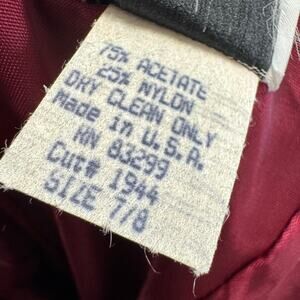 75% ACETATE
25% NYLON
DRY CLEAN ONLY
Made in U.S.A.
RN 83299
Cut# 1944
SIZE 7/8